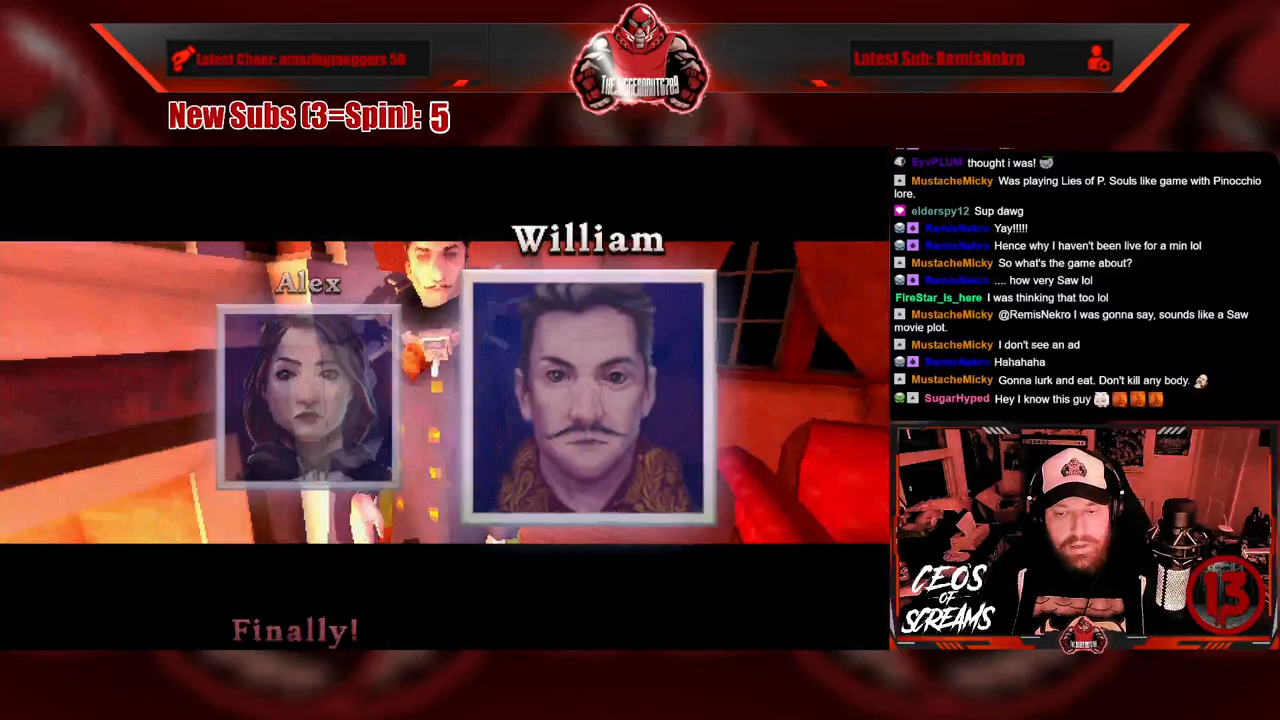 Latest Cheer: amazingmuggers 50
THEJUGGERNAUT6789
Latest Sub: RemisNekro
New Subs (3=Spin): 5
EyvPLUM thought i was!
MustacheMicky Was playing Lies of P. Souls like game with Pinocchio
lore.
elderspy12 Sup dawg
RemisNekro Yay!!!!!
RemisNekro Hence why I haven't been live for a min lol
MustacheMicky So what's the game about?
RemisNekro .... how very Saw lol
FireStar_is_here I was thinking that too lol
MustacheMicky @RemisNekro I was gonna say, sounds like a Saw
movie plot.
MustacheMicky I don't see an ad
RemisNekro Hahahaha
MustacheMicky Gonna lurk and eat. Don't kill any body.
SugarHyped Hey I know this guy
William
Alex
Finally!
CEOS
OF
SCREAMS
13